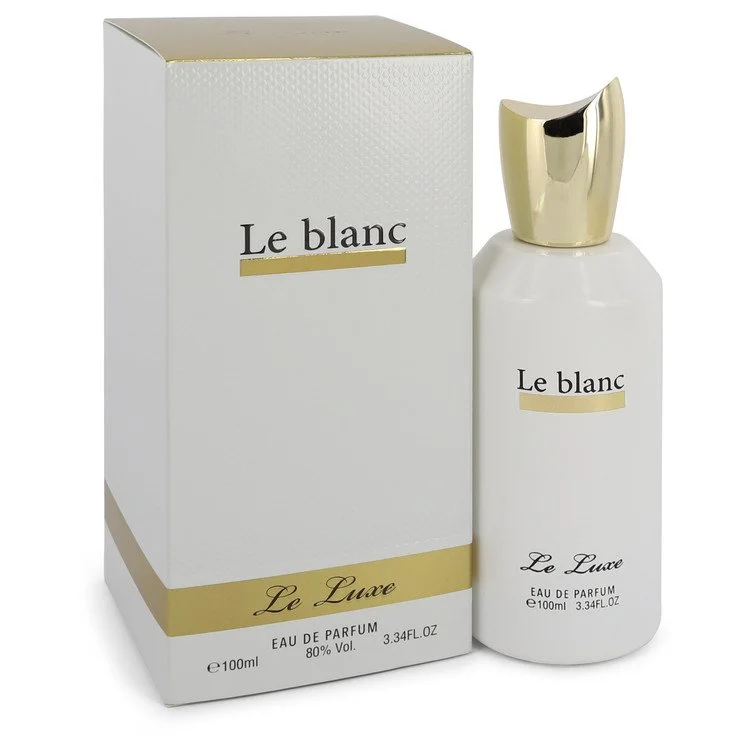 Le blanc
Le Luxe
EAU DE PARFUM
℮100ml 80% Vol. 3.34FL.OZ
Le blanc
Le Luxe
EAU DE PARFUM
℮100ml 3.34FL.OZ